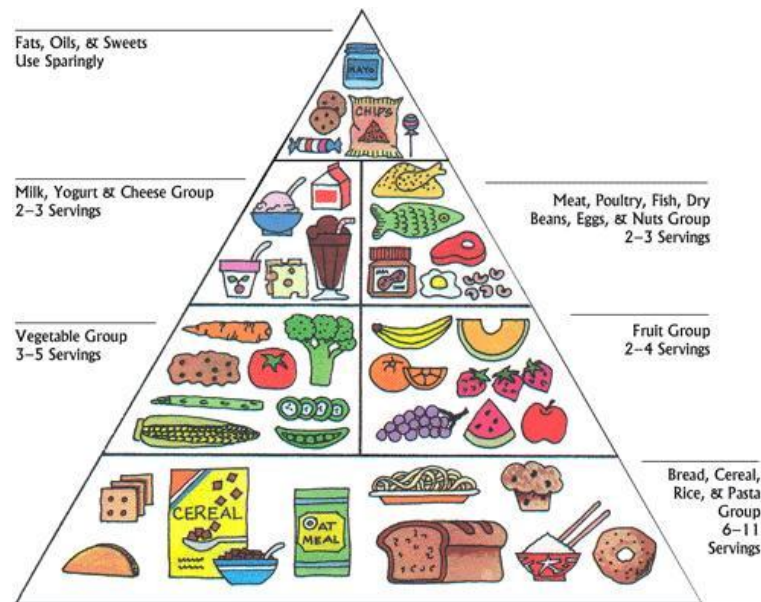 Fats, Oils, & Sweets
Use Sparingly
MAYO
CHIPS
Milk, Yogurt & Cheese Group
2–3 Servings
Meat, Poultry, Fish, Dry
Beans, Eggs, & Nuts Group
2–3 Servings
Vegetable Group
3–5 Servings
Fruit Group
2–4 Servings
Bread, Cereal,
Rice, & Pasta
Group
6–11
Servings
CEREAL
OAT
MEAL